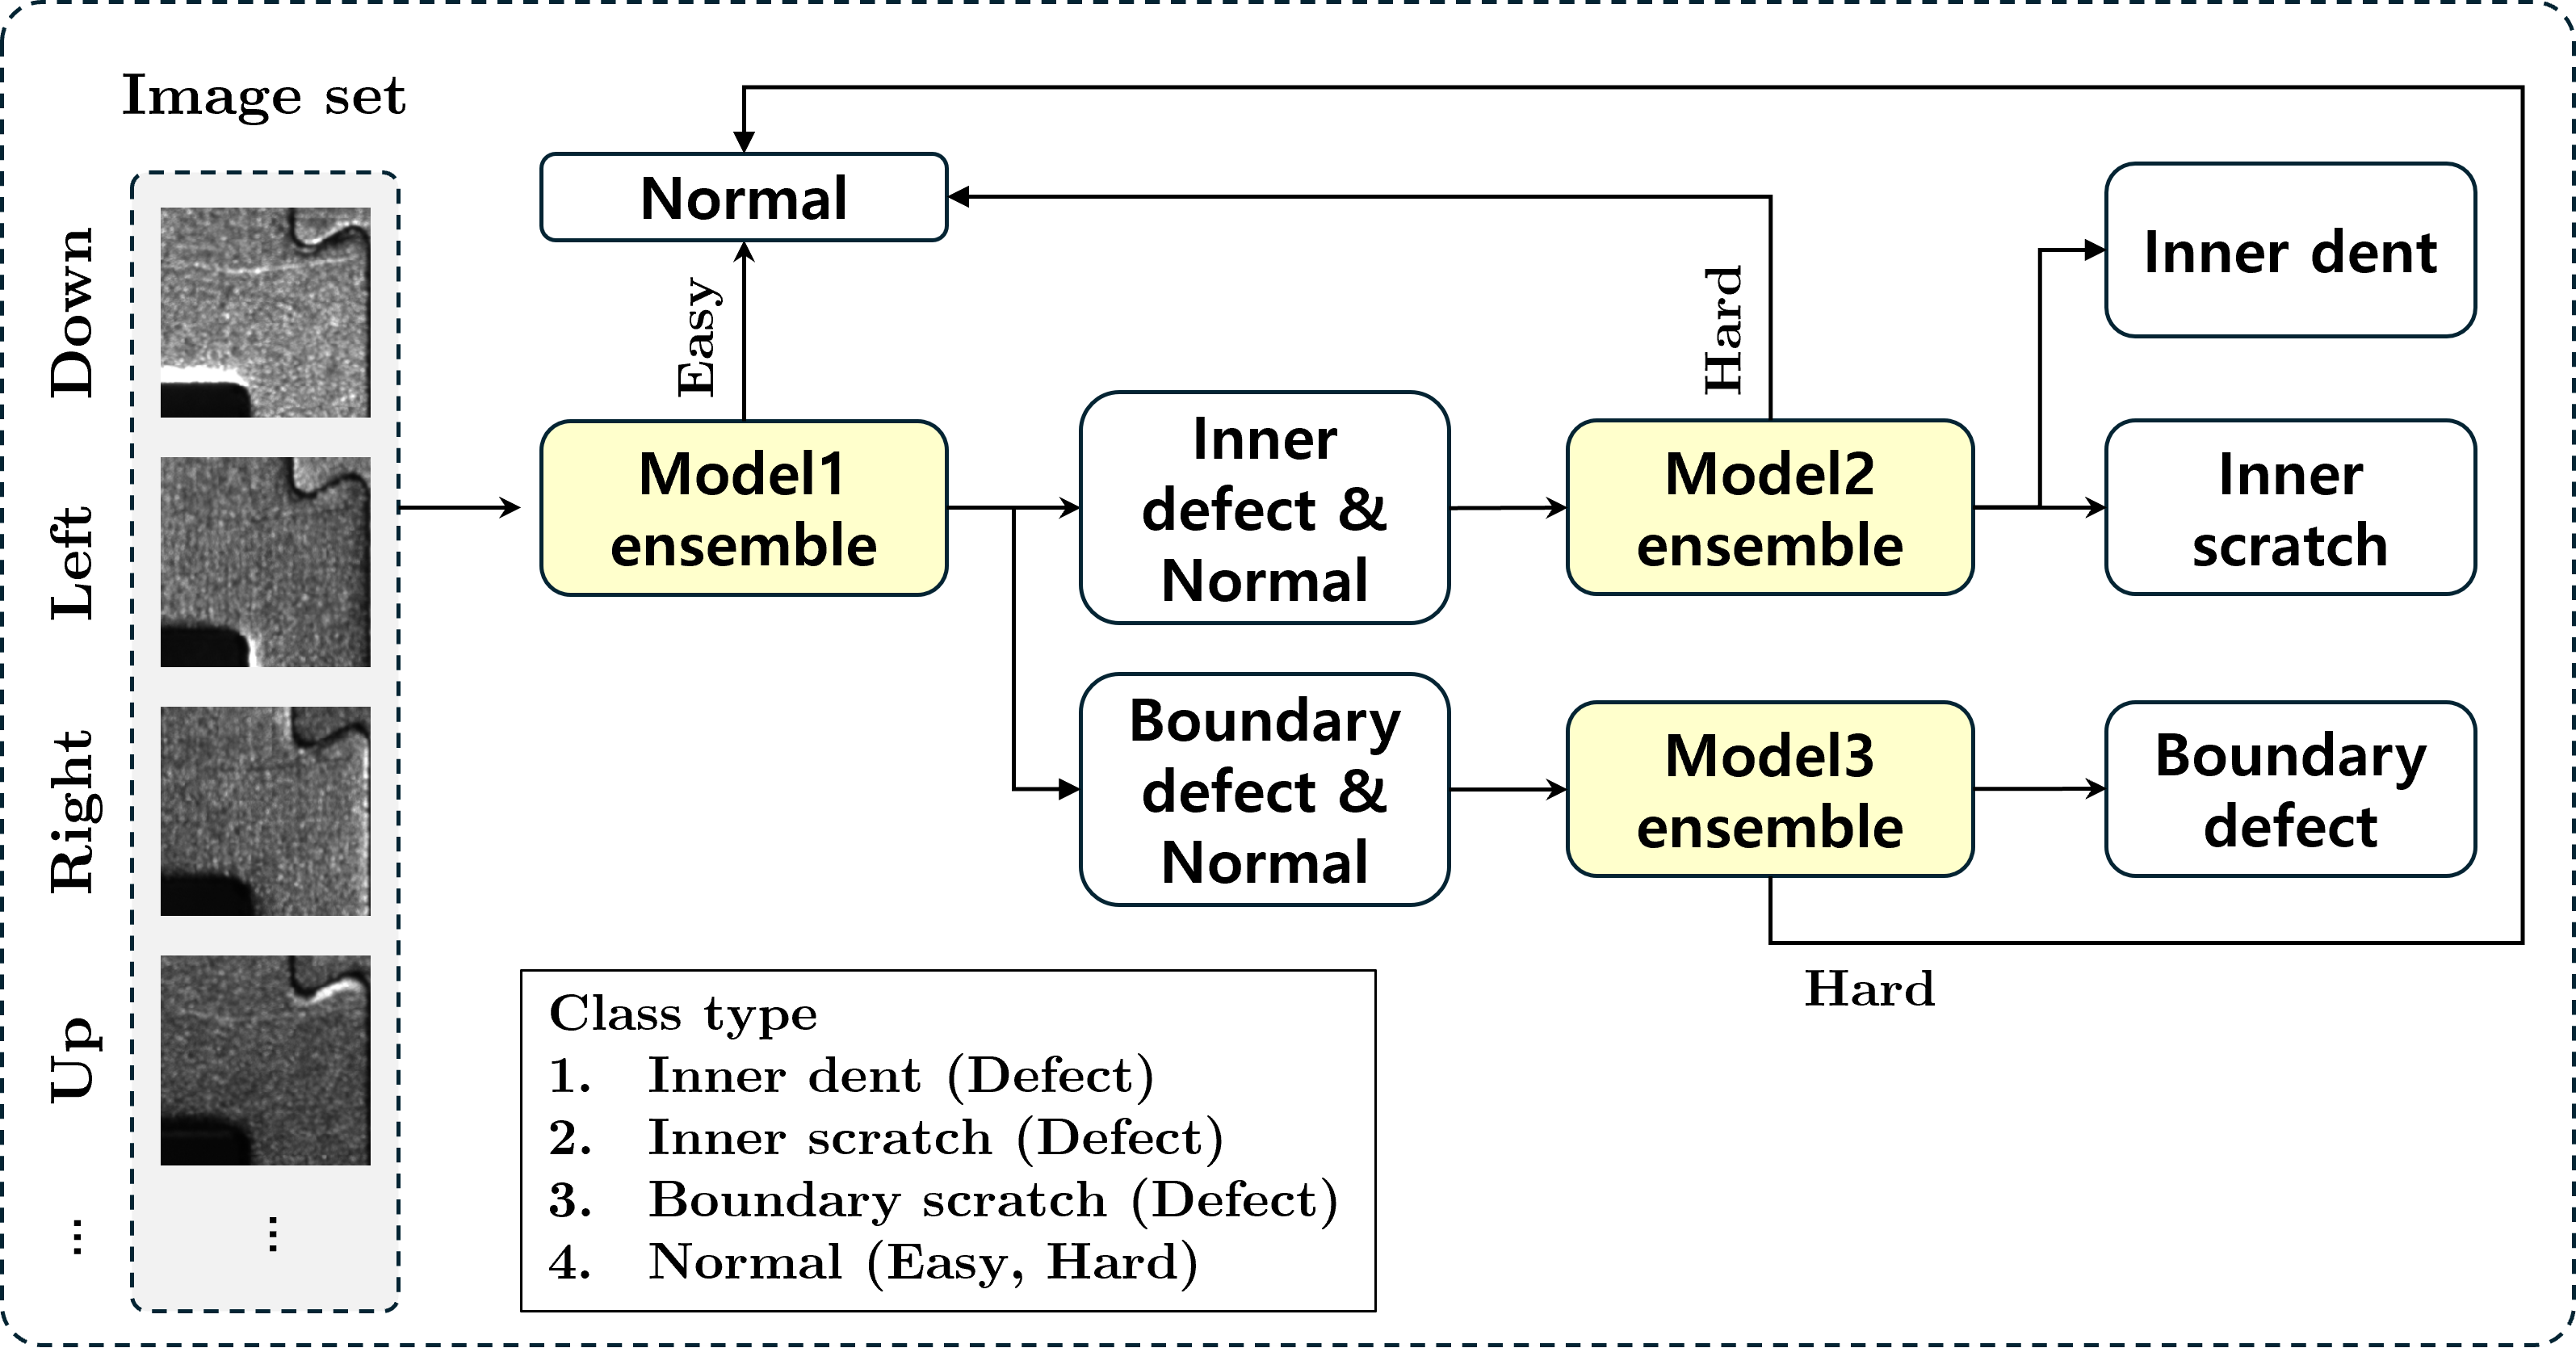 Image set
Down
Left
Right
Up
...
...
Normal
Easy
Hard
Model1
ensemble
Inner
defect &
Normal
Model2
ensemble
Inner dent
Inner
scratch
Boundary
defect &
Normal
Model3
ensemble
Boundary
defect
Hard
Class type
1. Inner dent (Defect)
2. Inner scratch (Defect)
3. Boundary scratch (Defect)
4. Normal (Easy, Hard)